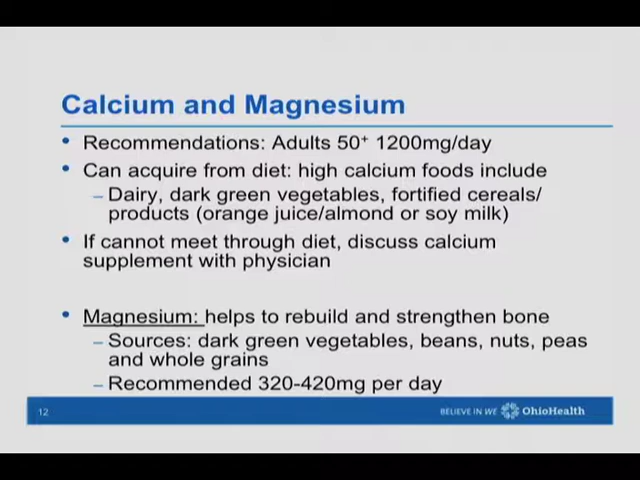 Calcium and Magnesium
• Recommendations: Adults 50+ 1200mg/day
• Can acquire from diet: high calcium foods include
– Dairy, dark green vegetables, fortified cereals/
products (orange juice/almond or soy milk)
• If cannot meet through diet, discuss calcium
supplement with physician
• Magnesium: helps to rebuild and strengthen bone
– Sources: dark green vegetables, beans, nuts, peas
and whole grains
– Recommended 320-420mg per day
12
BELIEVE IN WE OhioHealth